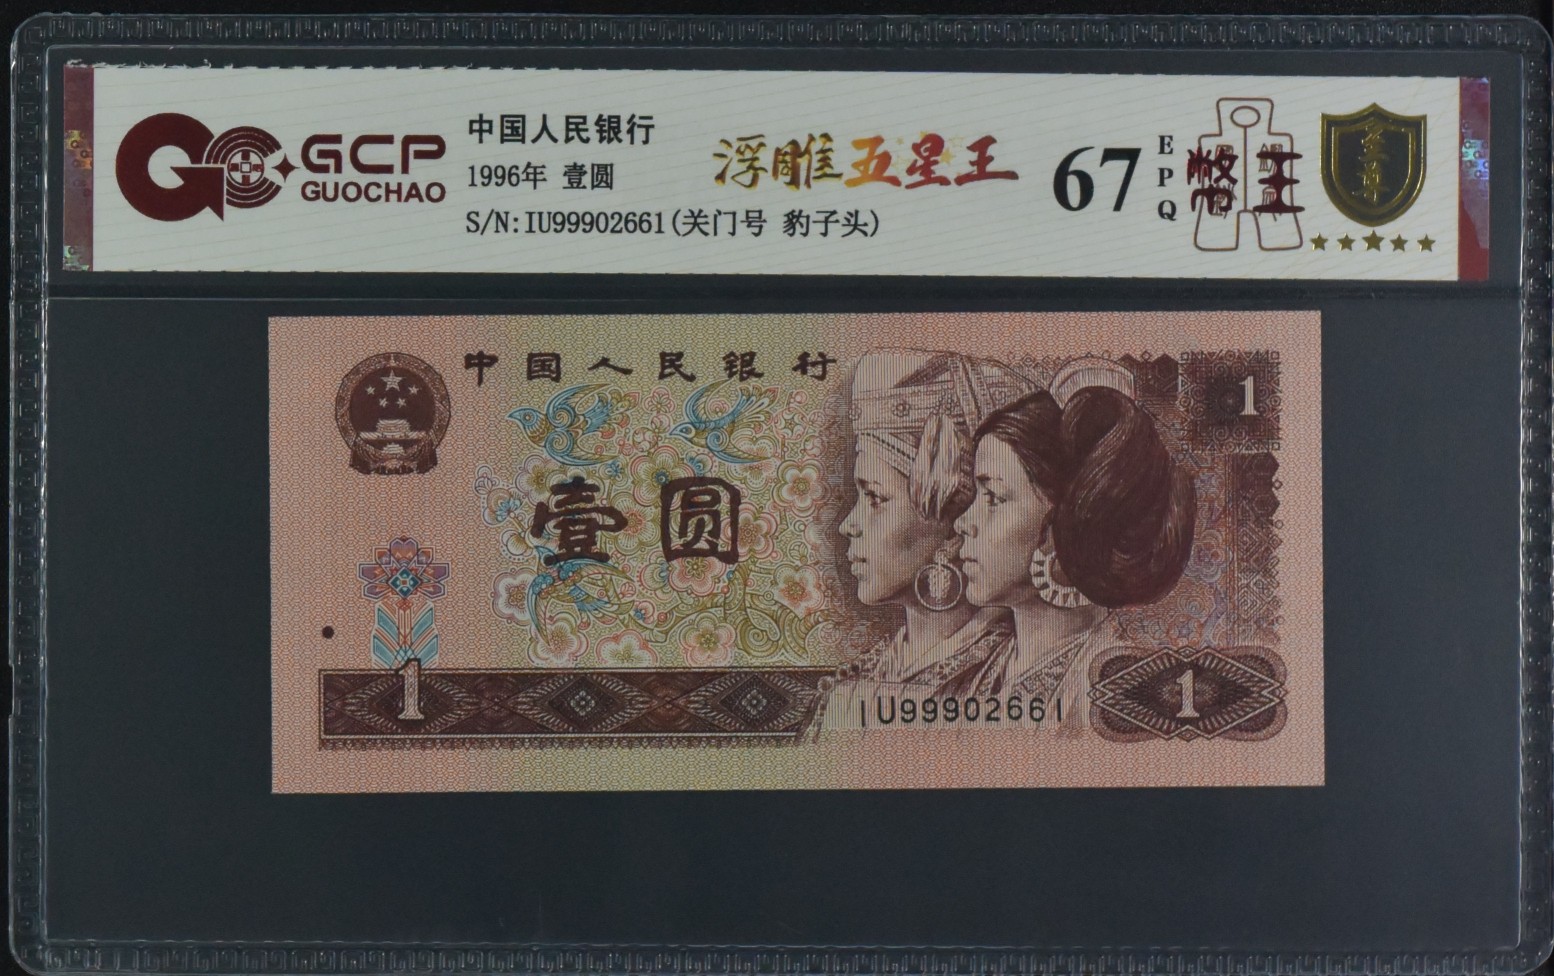 GCP
GUOCHAO
中国人民银行
1996年 壹圆
S/N:IU99902661(关门号 豹子头)
浮雕五星王
67
EPQ
至尊
中国人民银行
1
壹圆
1
IU99902661
1